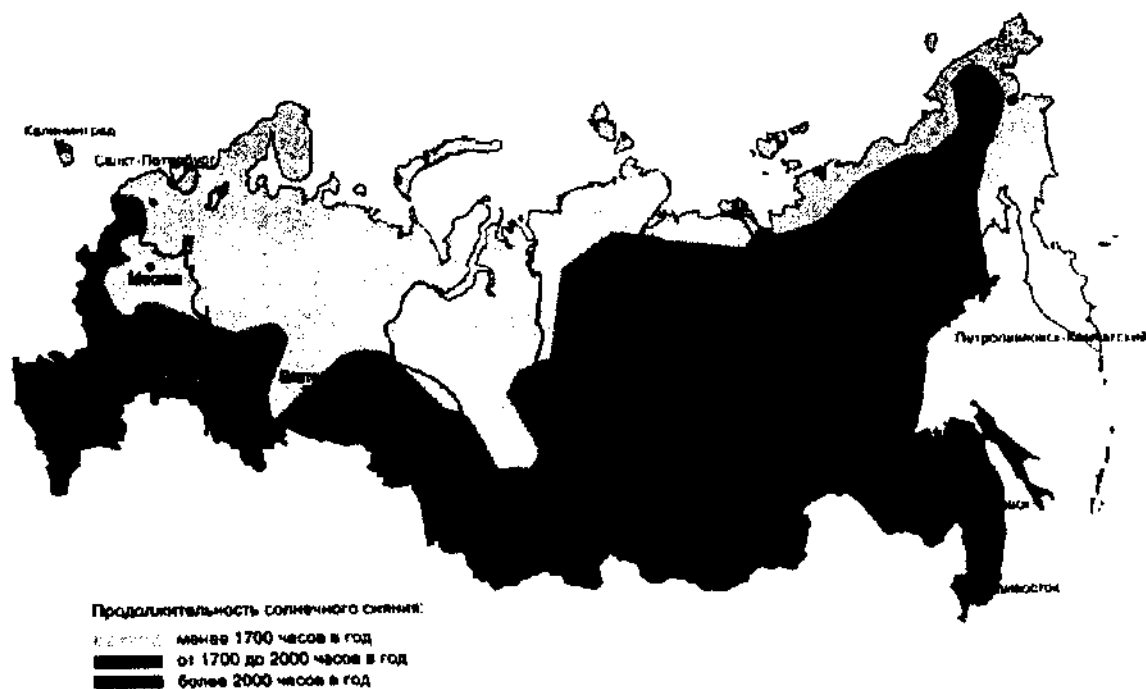 Калининград
Санкт-Петербург
Москва
Петропавловск-Камчатский
Продолжительность солнечного сияния:
менее 1700 часов в год
от 1700 до 2000 часов в год
более 2000 часов в год